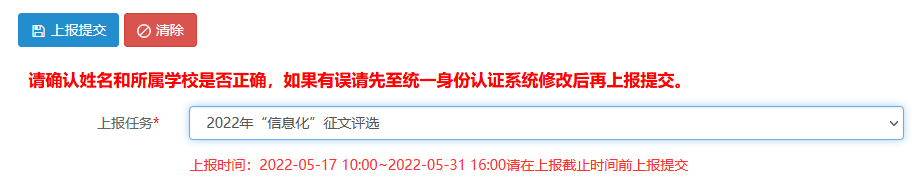 上报提交 清除
请确认姓名和所属学校是否正确，如果有误请先至统一身份认证系统修改后再上报提交。
上报任务* 2022年“信息化”征文评选
上报时间：2022-05-17 10:00~2022-05-31 16:00请在上报截止时间前上报提交